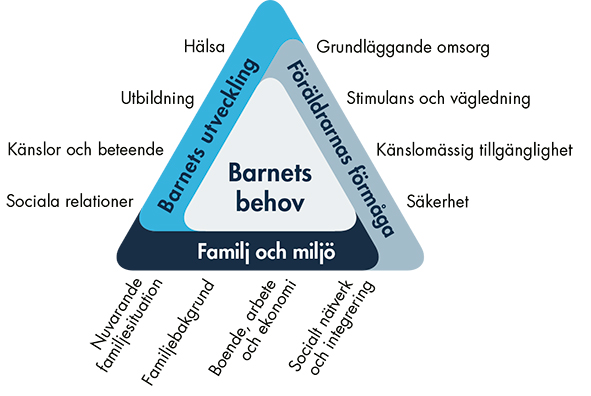 Hälsa
Utbildning
Känslor och beteende
Sociala relationer
Barnets utveckling
Föräldrarnas förmåga
Grundläggande omsorg
Stimulans och vägledning
Känslomässig tillgänglighet
Säkerhet
Barnets
behov
Familj och miljö
Nuvarande
familjesituation
Familjebakgrund
Boende, arbete
och ekonomi
Socialt nätverk
och integrering